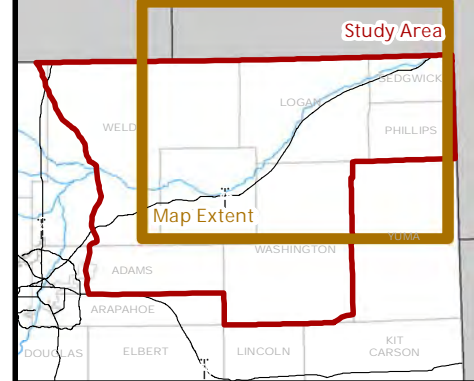 Study Area
SEDGWICK
LOGAN
WELD
PHILLIPS
Map Extent
YUMA
WASHINGTON
ADAMS
ARAPAHOE
DOUGLAS
ELBERT
LINCOLN
KIT
CARSON